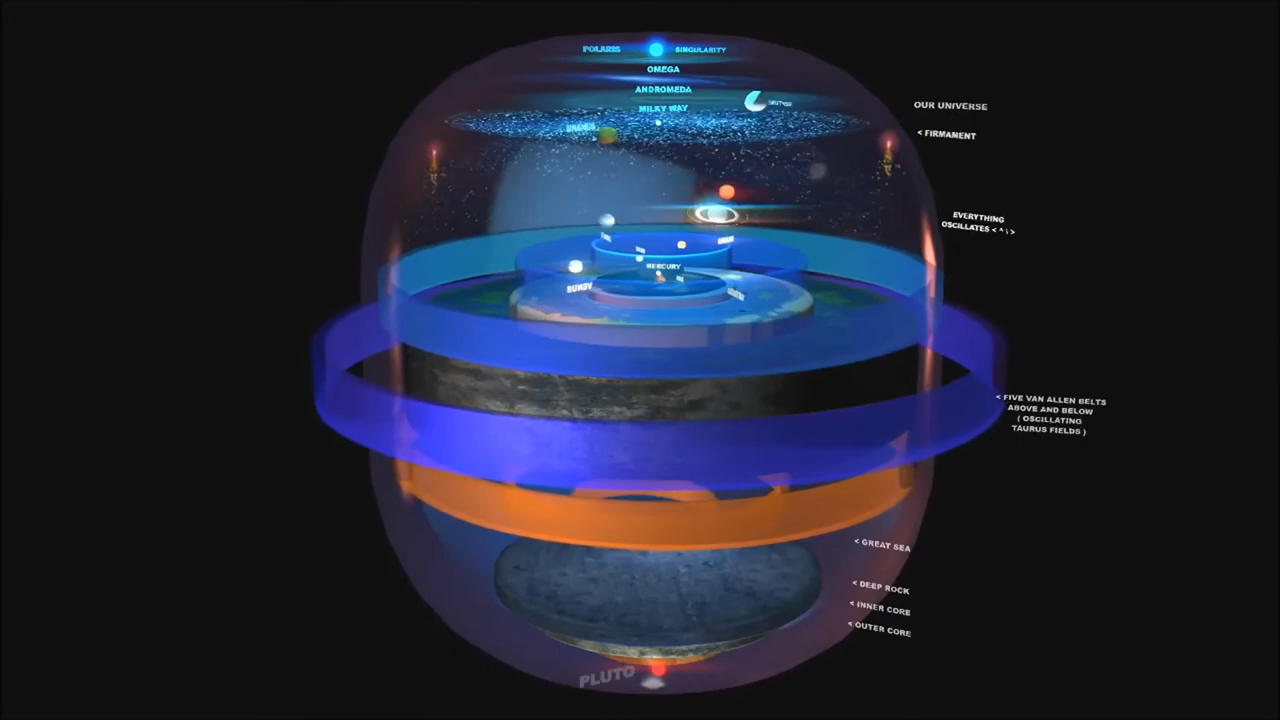 POLARIS SINGULARITY
OMEGA
ANDROMEDA
MILKY WAY
URANUS
OUR UNIVERSE
< FIRMAMENT
EVERYTHING
OSCILLATES < ^ \ >
MERCURY
VENUS
< FIVE VAN ALLEN BELTS
ABOVE AND BELOW
( OSCILLATING
TAURUS FIELDS )
< GREAT SEA
< DEEP ROCK
< INNER CORE
< OUTER CORE
PLUTO